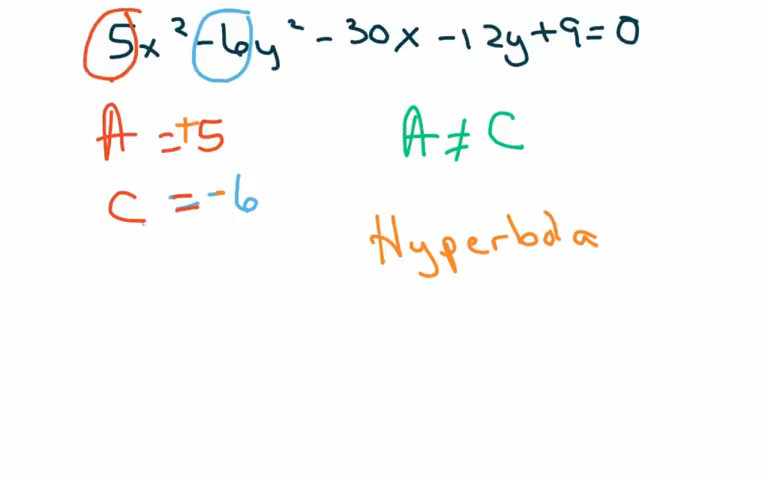 5x² - 6y² - 30x - 12y + 9 = 0
A = +5
A ≠ C
C = -6
Hyperbola